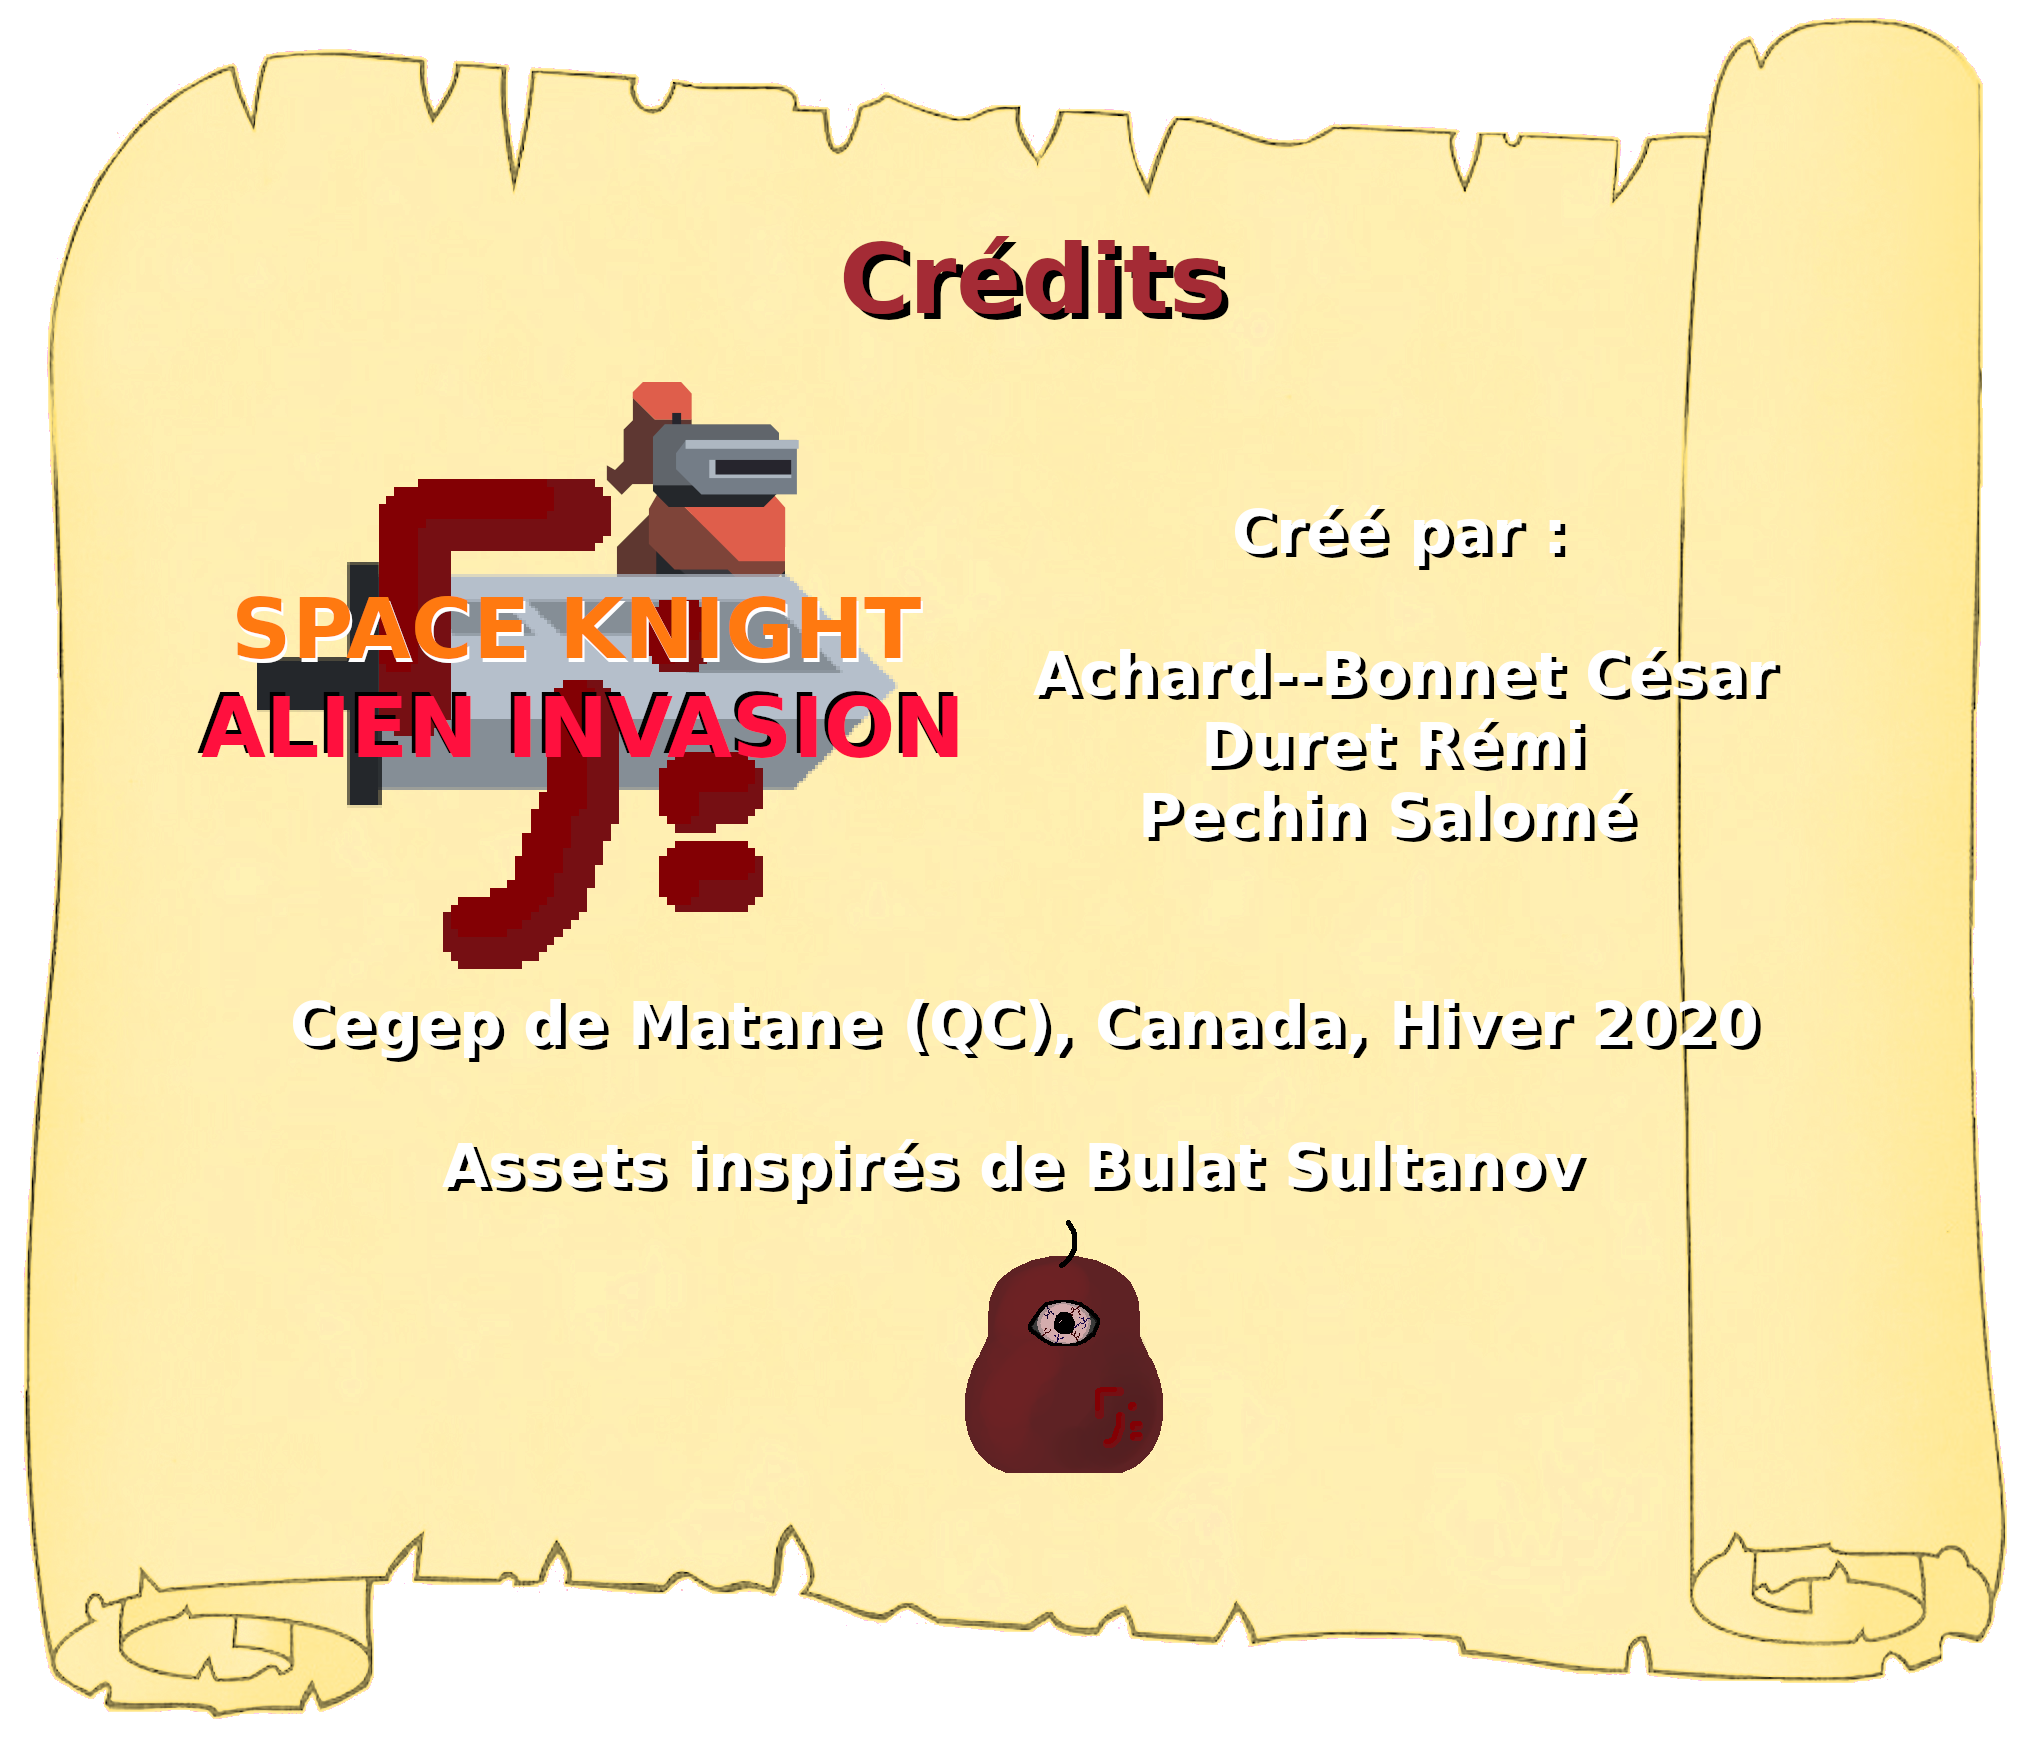 Crédits
SPACE KNIGHT
ALIEN INVASION
Créé par :
Achard--Bonnet César
Duret Rémi
Pechin Salomé
Cegep de Matane (QC), Canada, Hiver 2020
Assets inspirés de Bulat Sultanov